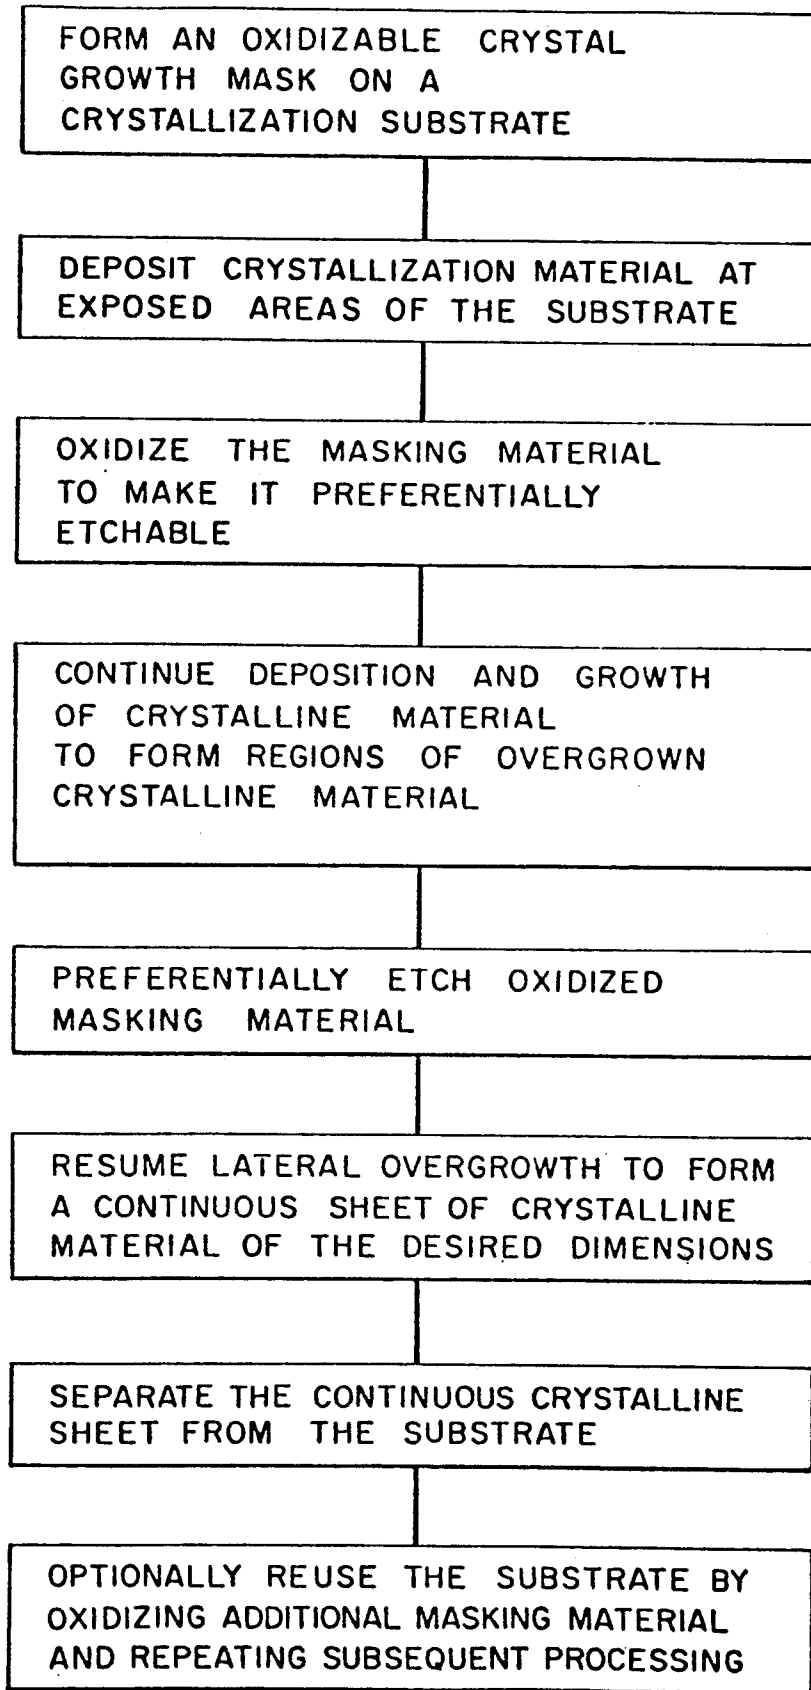 FORM AN OXIDIZABLE CRYSTAL
GROWTH MASK ON A
CRYSTALLIZATION SUBSTRATE
DEPOSIT CRYSTALLIZATION MATERIAL AT
EXPOSED AREAS OF THE SUBSTRATE
OXIDIZE THE MASKING MATERIAL
TO MAKE IT PREFERENTIALLY
ETCHABLE
CONTINUE DEPOSITION AND GROWTH
OF CRYSTALLINE MATERIAL
TO FORM REGIONS OF OVERGROWN
CRYSTALLINE MATERIAL
PREFERENTIALLY ETCH OXIDIZED
MASKING MATERIAL
RESUME LATERAL OVERGROWTH TO FORM
A CONTINUOUS SHEET OF CRYSTALLINE
MATERIAL OF THE DESIRED DIMENSIONS
SEPARATE THE CONTINUOUS CRYSTALLINE
SHEET FROM THE SUBSTRATE
OPTIONALLY REUSE THE SUBSTRATE BY
OXIDIZING ADDITIONAL MASKING MATERIAL
AND REPEATING SUBSEQUENT PROCESSING